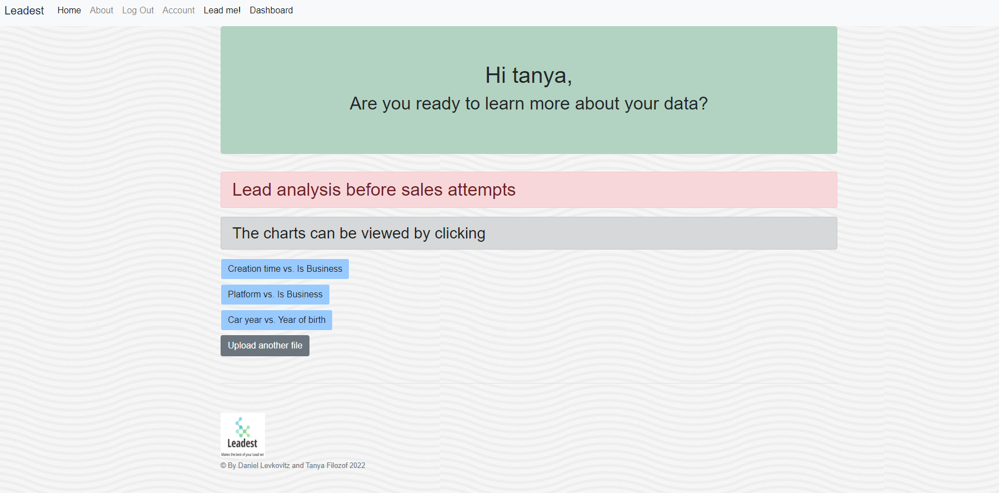 Leadest Home About Log Out Account Lead me! Dashboard
Hi tanya,
Are you ready to learn more about your data?
Lead analysis before sales attempts
The charts can be viewed by clicking
Creation time vs. Is Business
Platform vs. Is Business
Car year vs. Year of birth
Upload another file
Leadest
Makes the best of your Lead set
© By Daniel Levkovitz and Tanya Filozof 2022